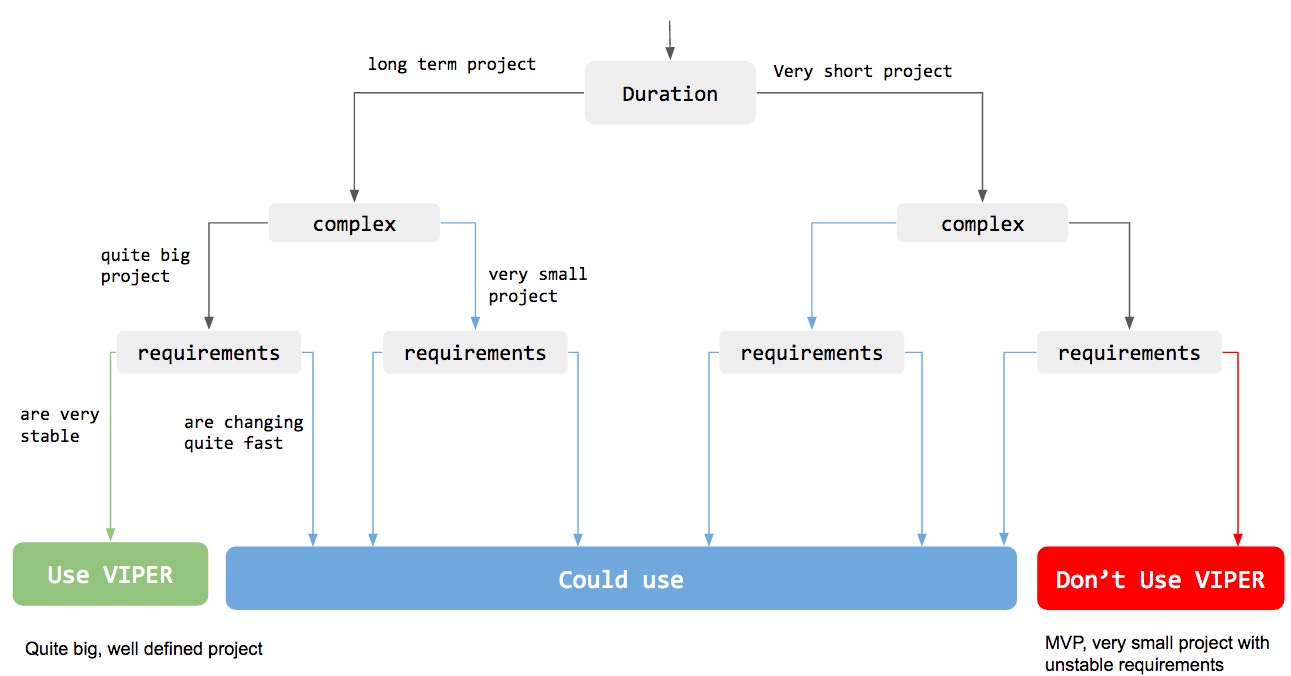 long term project
Very short project
Duration
complex
complex
quite big
project
very small
project
requirements
requirements
requirements
requirements
are very
stable
are changing
quite fast
Use VIPER
Could use
Don’t Use VIPER
Quite big, well defined project
MVP, very small project with
unstable requirements